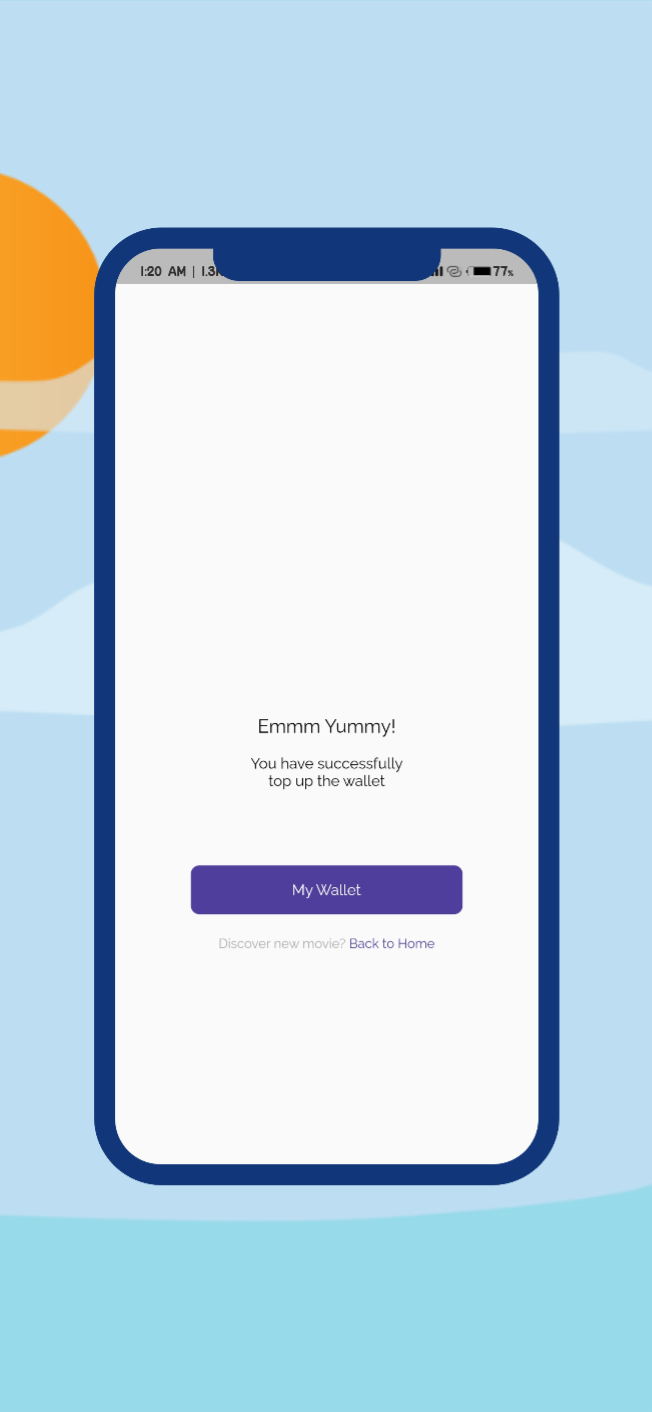 1:20 AM | 1.3
77%
Emmm Yummy!
You have successfully
top up the wallet
My Wallet
Discover new movie? Back to Home